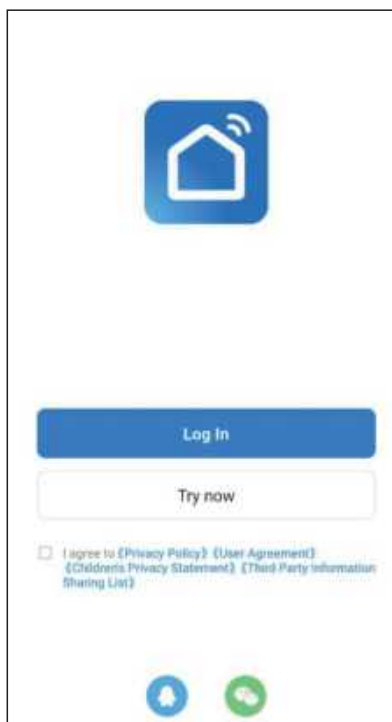 Log In
Try now
I agree to 《Privacy Policy》 《User Agreement》
《Children's Privacy Statement》 《Third Party Information
Sharing List》